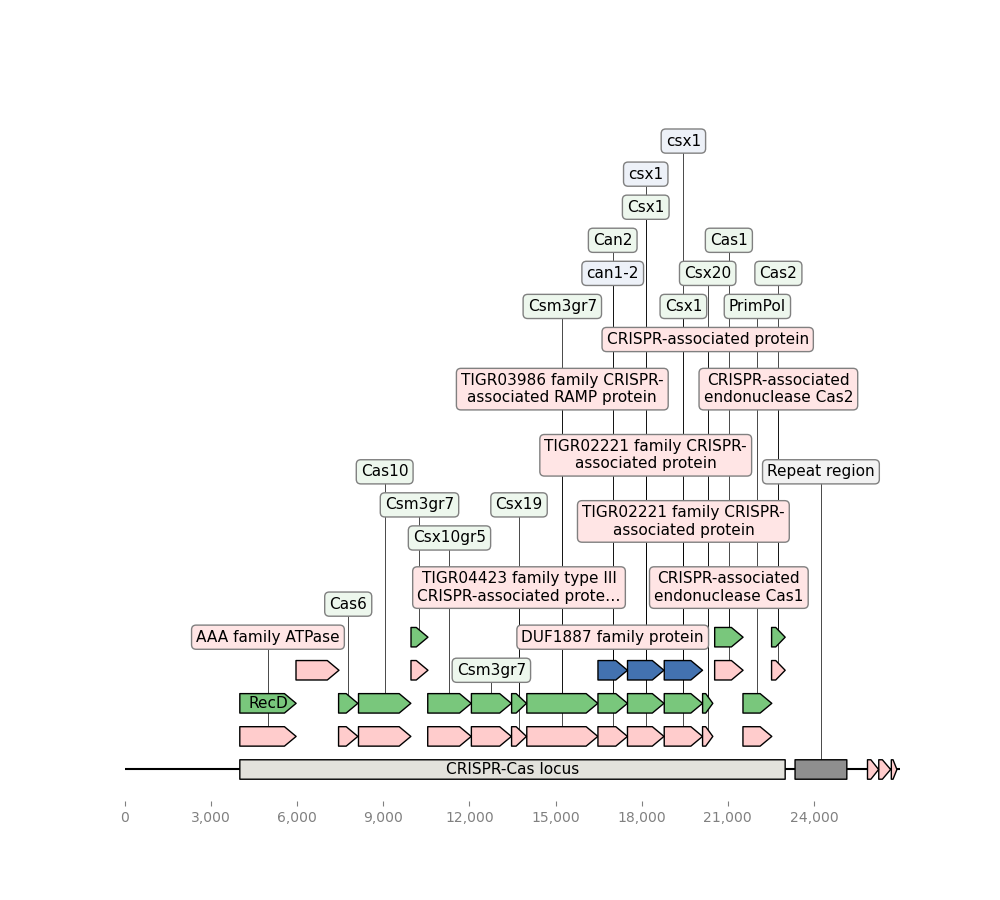 csx1
csx1
Csx1
Can2
Cas1
can1-2
Csx20
Cas2
Csm3gr7
Csx1
PrimPol
CRISPR-associated protein
TIGR03986 family CRISPR-
associated RAMP protein
CRISPR-associated
endonuclease Cas2
TIGR02221 family CRISPR-
associated protein
Cas10
Repeat region
Csm3gr7
Csx19
TIGR02221 family CRISPR-
associated protein
Csx10gr5
TIGR04423 family type III
CRISPR-associated prote...
CRISPR-associated
endonuclease Cas1
Cas6
AAA family ATPase
DUF1887 family protein
Csm3gr7
RecD
CRISPR-Cas locus
0
3,000
6,000
9,000
12,000
15,000
18,000
21,000
24,000